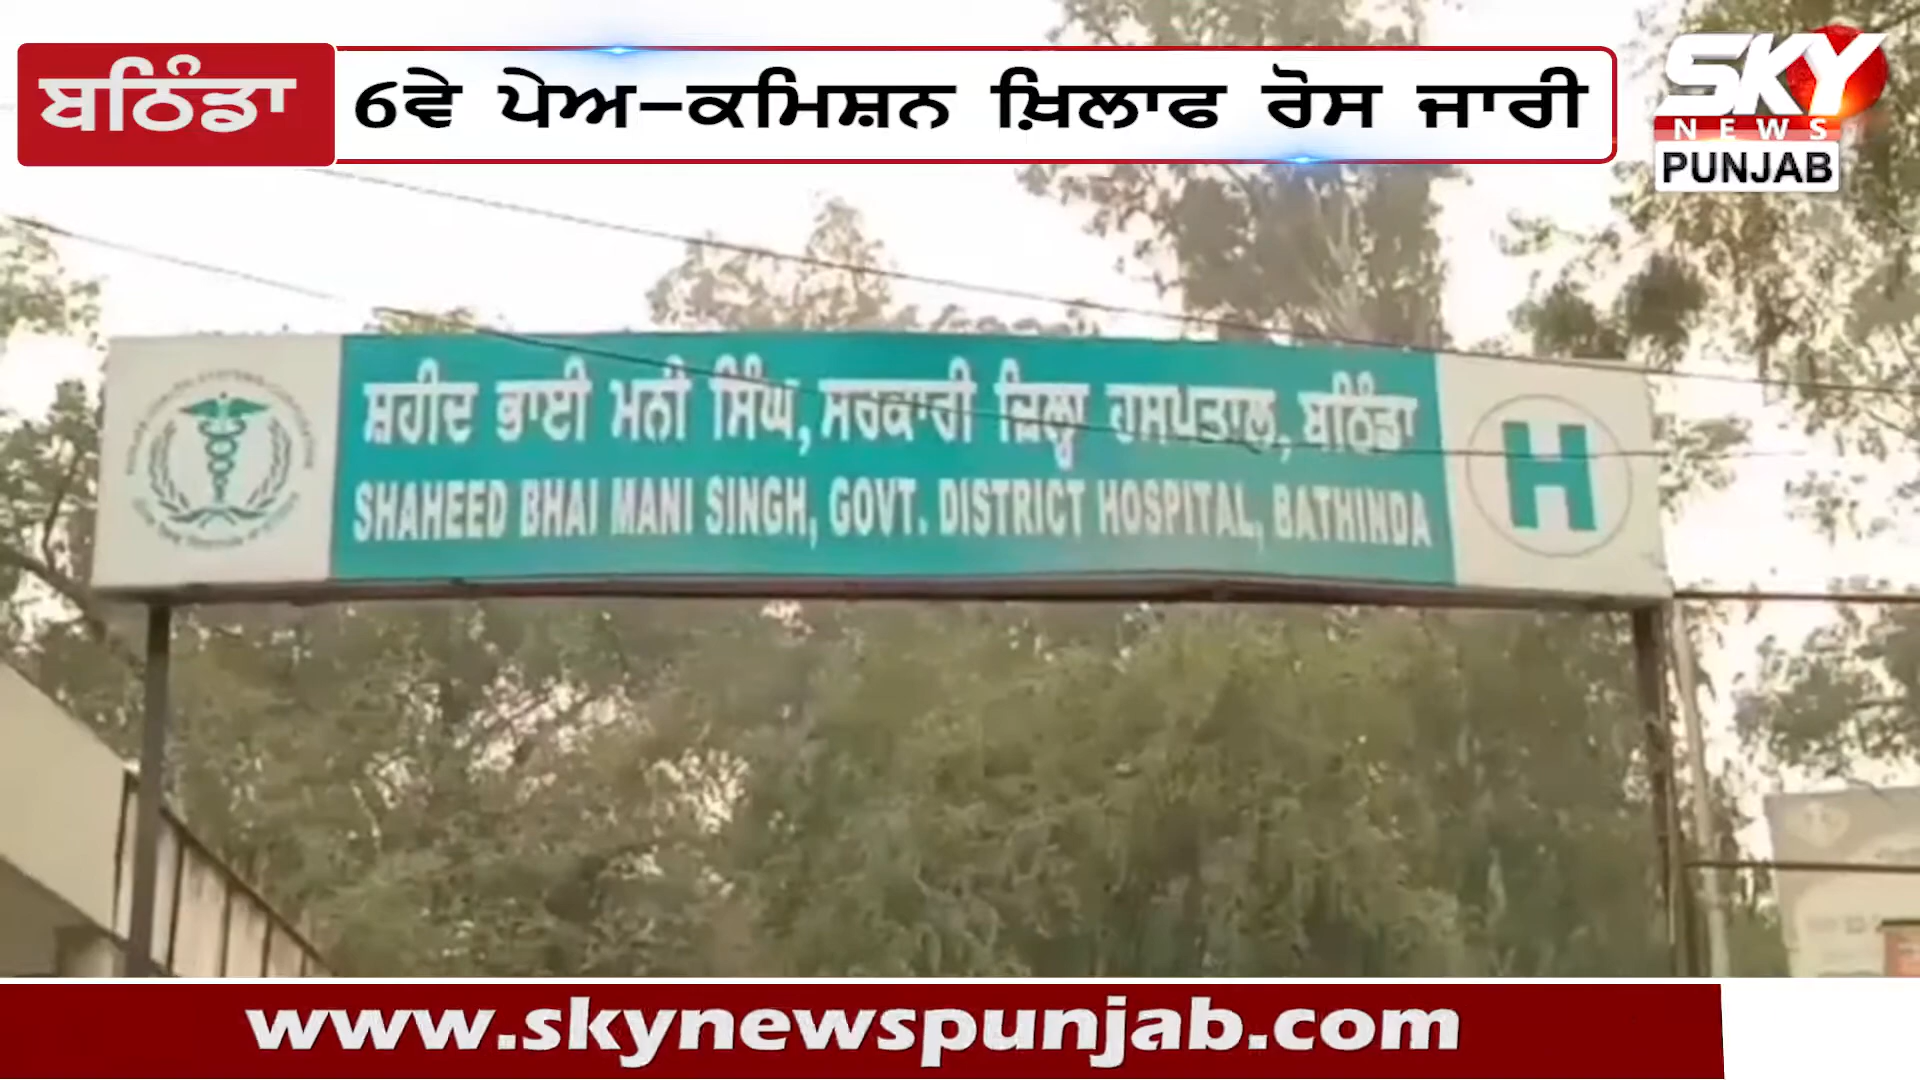 ਬਠਿੰਡਾ
6ਵੇ ਪੇਅ-ਕਮਿਸ਼ਨ ਖ਼ਿਲਾਫ ਰੋਸ ਜਾਰੀ
SKY
NEWS
PUNJAB
ਸ਼ਹੀਦ ਭਾਈ ਮਨੀ ਸਿੰਘ, ਸਰਕਾਰੀ ਜ਼ਿਲ੍ਹਾ ਹਸਪਤਾਲ, ਬਠਿੰਡਾ
SHAHEED BHAI MANI SINGH, GOVT. DISTRICT HOSPITAL, BATHINDA
H
www.skynewspunjab.com